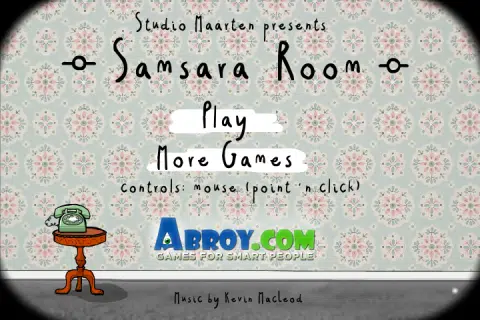 Studio Maarten presents
Samsara Room
Play
More Games
controls: mouse (point 'n click)
ABROY.COM
GAMES FOR SMART PEOPLE
Music by Kevin MacLeod